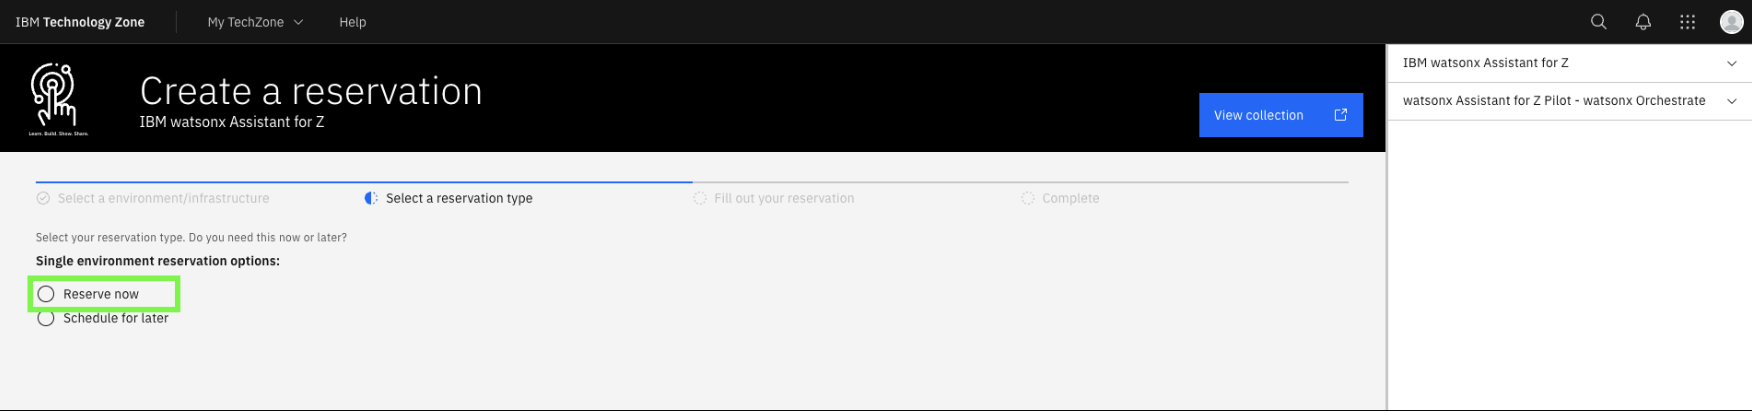 IBM Technology Zone
My TechZone
Help
Create a reservation
IBM watsonx Assistant for Z
Learn. Build. Show. Share.
View collection
Select a environment/infrastructure
Select a reservation type
Fill out your reservation
Complete
Select your reservation type. Do you need this now or later?
Single environment reservation options:
Reserve now
Schedule for later
IBM watsonx Assistant for Z
watsonx Assistant for Z Pilot - watsonx Orchestrate